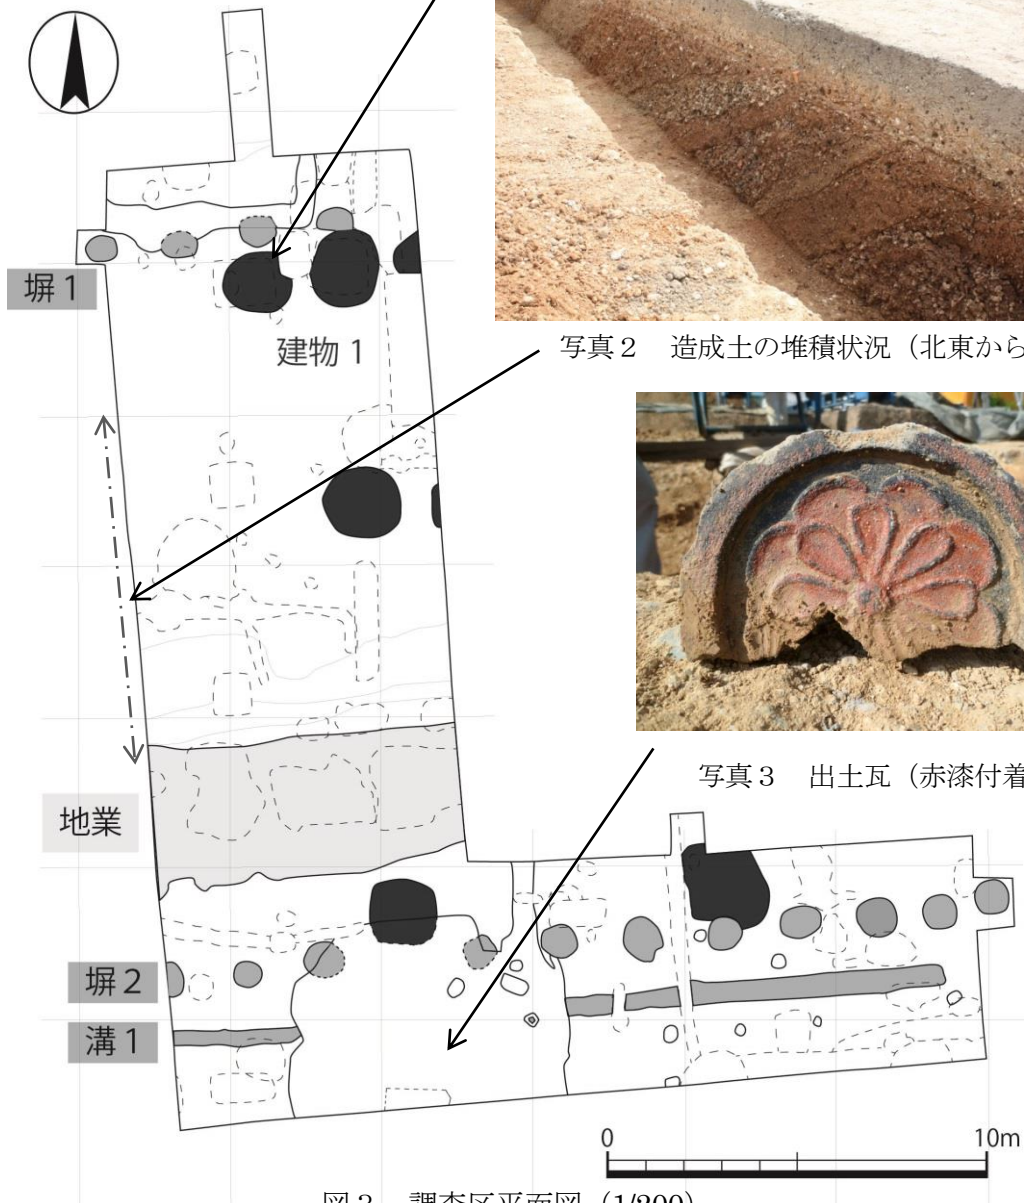 塀１
建物１
写真２　造成土の堆積状況（北東から
写真３　出土瓦（赤漆付着
地業
塀２
溝１
0
10m
調査区平面図（1/200）